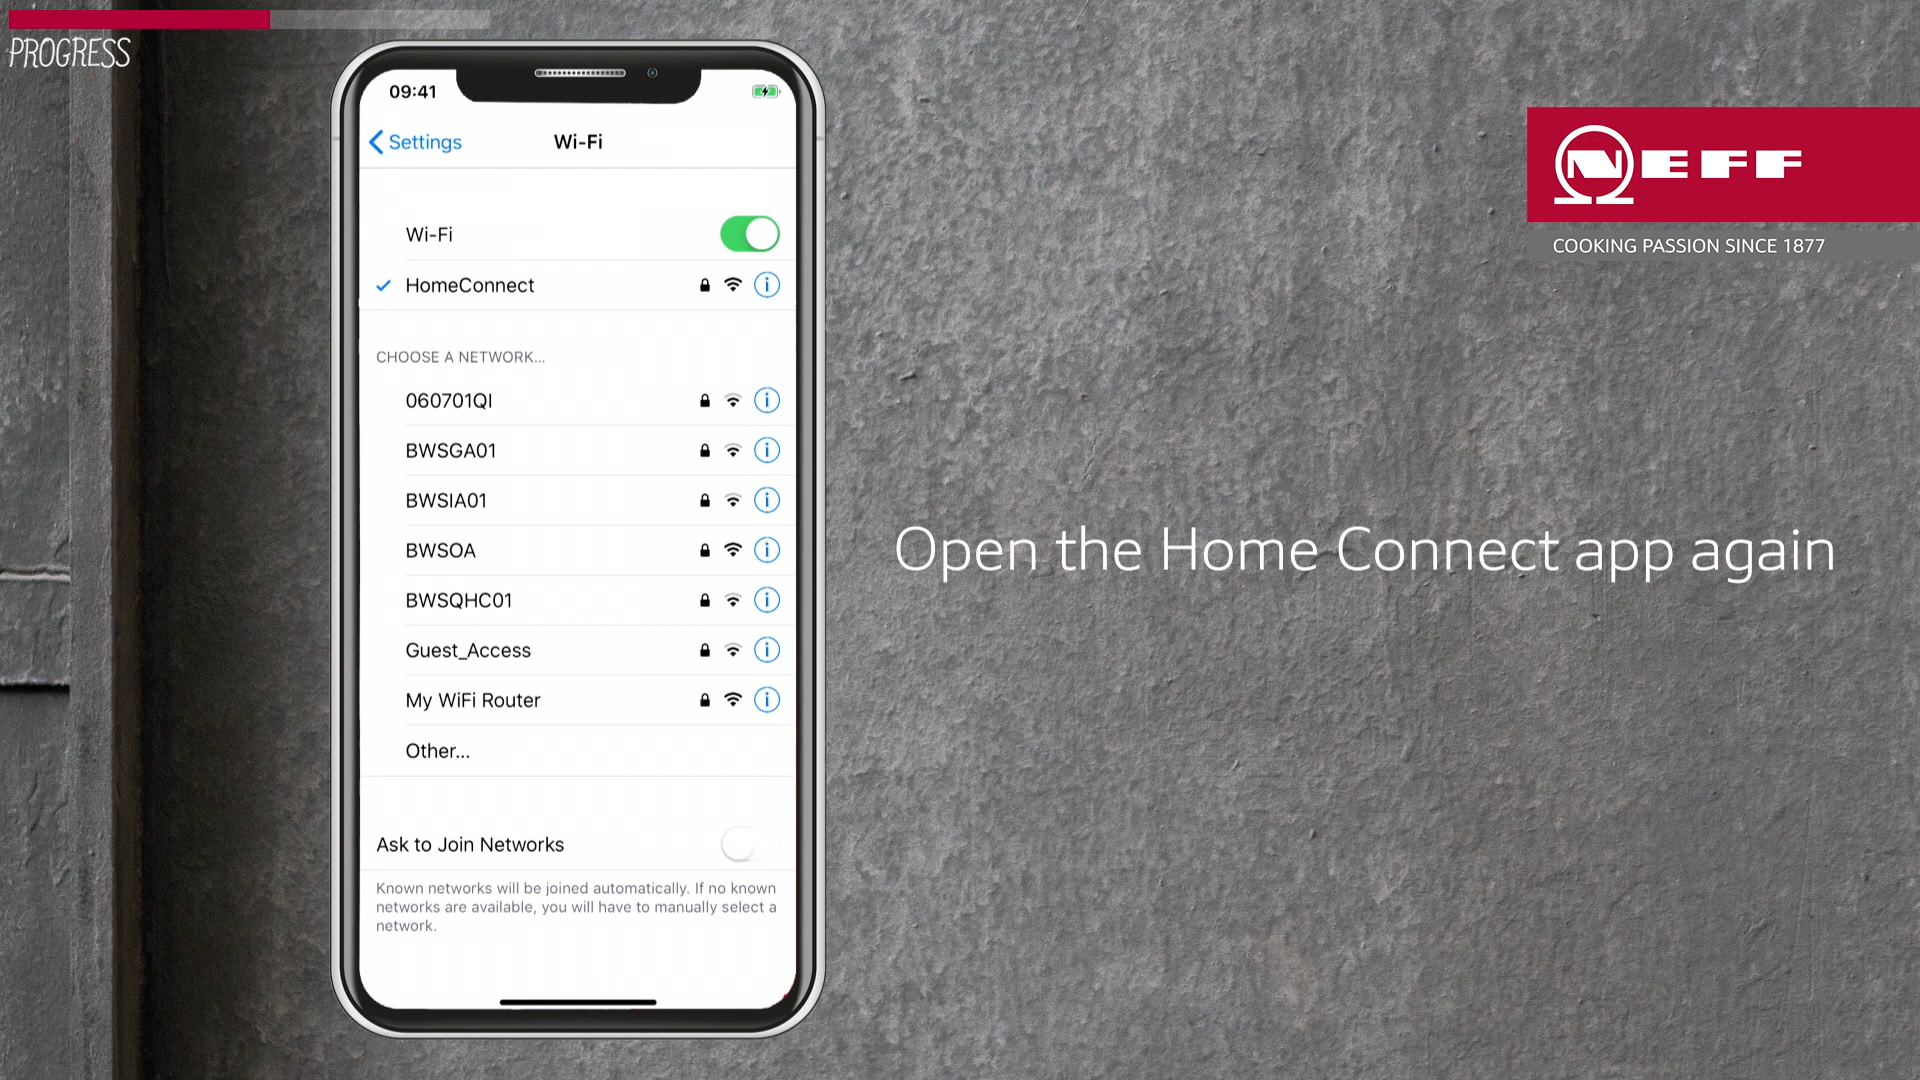 PROGRESS
09:41
Settings
Wi-Fi
Wi-Fi
HomeConnect
CHOOSE A NETWORK...
060701QI
BWSGA01
BWSIA01
BWSOA
BWSQHC01
Guest_Access
My WiFi Router
Other...
Ask to Join Networks
Known networks will be joined automatically. If no known
networks are available, you will have to manually select a
network.
NEFF
COOKING PASSION SINCE 1877
Open the Home Connect app again